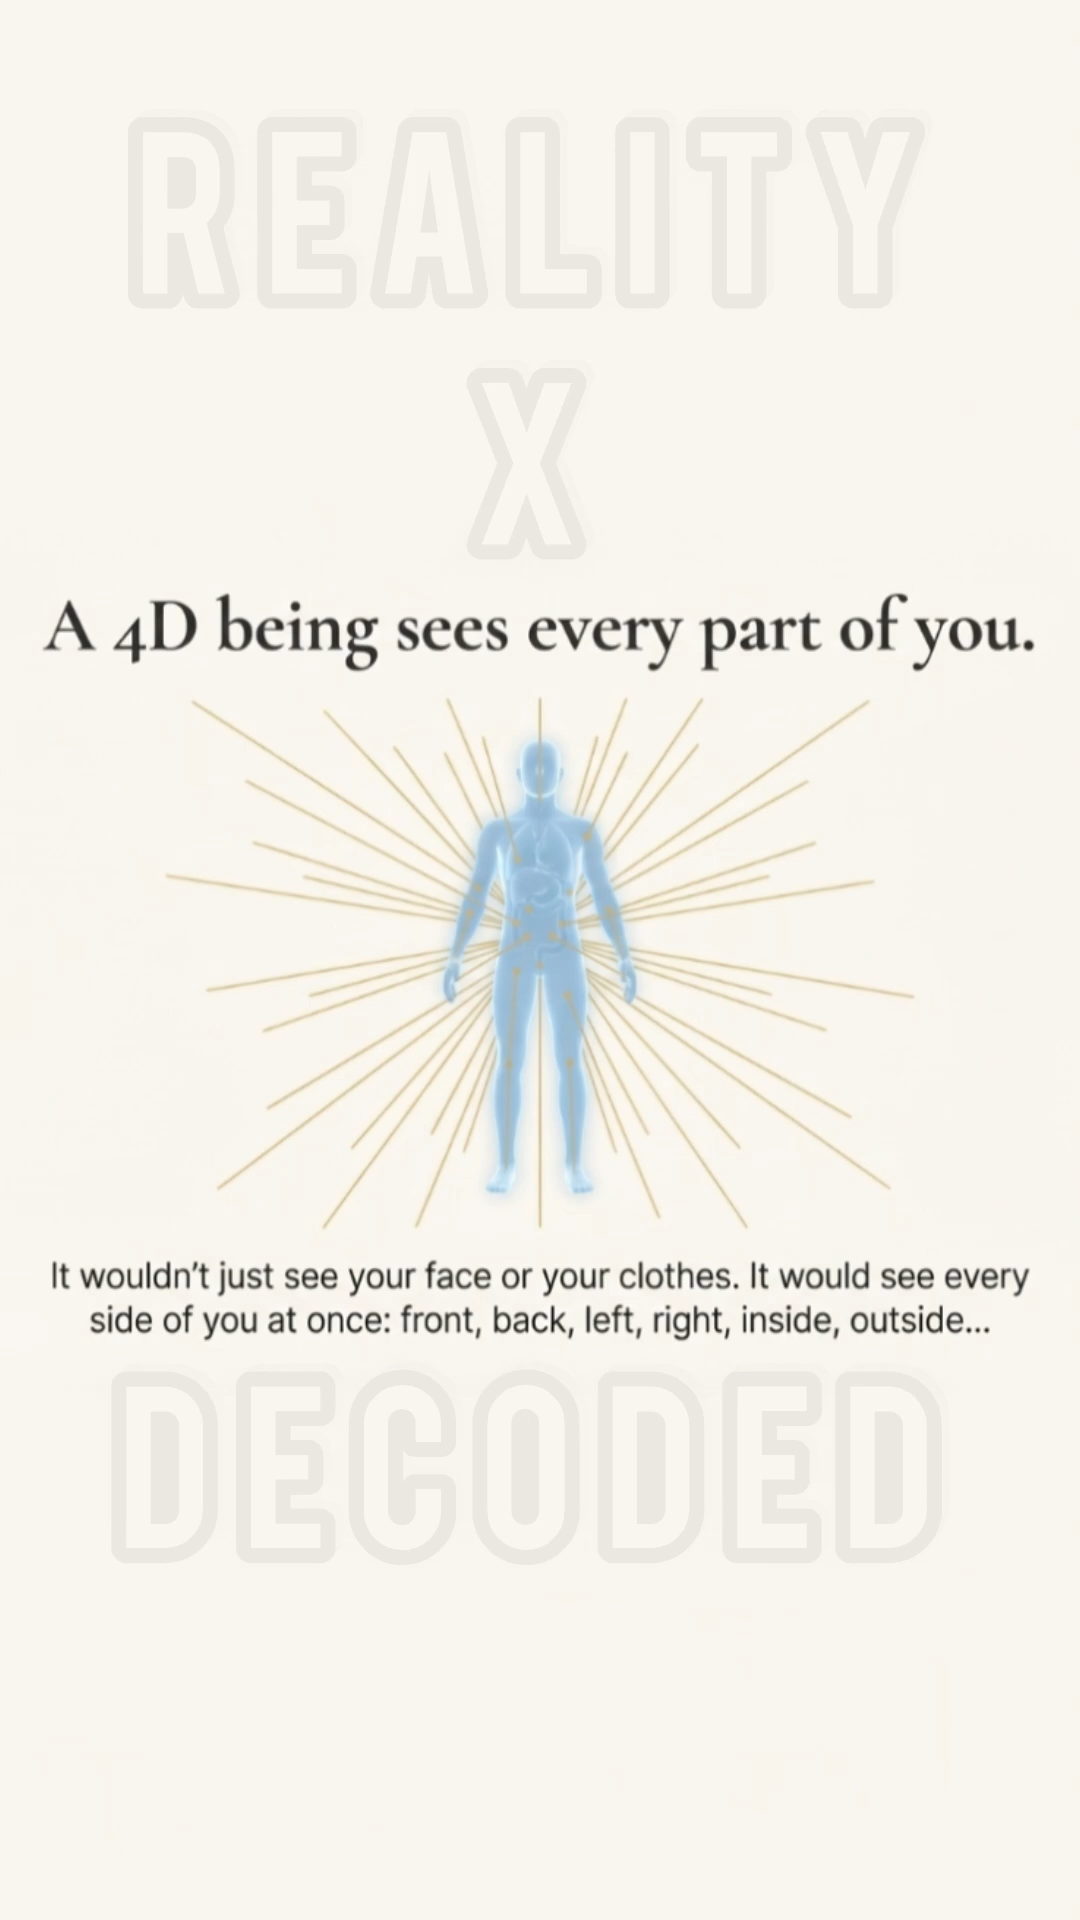 REALITY
X
A 4D being sees every part of you.
It wouldn’t just see your face or your clothes. It would see every
side of you at once: front, back, left, right, inside, outside...
DECODED